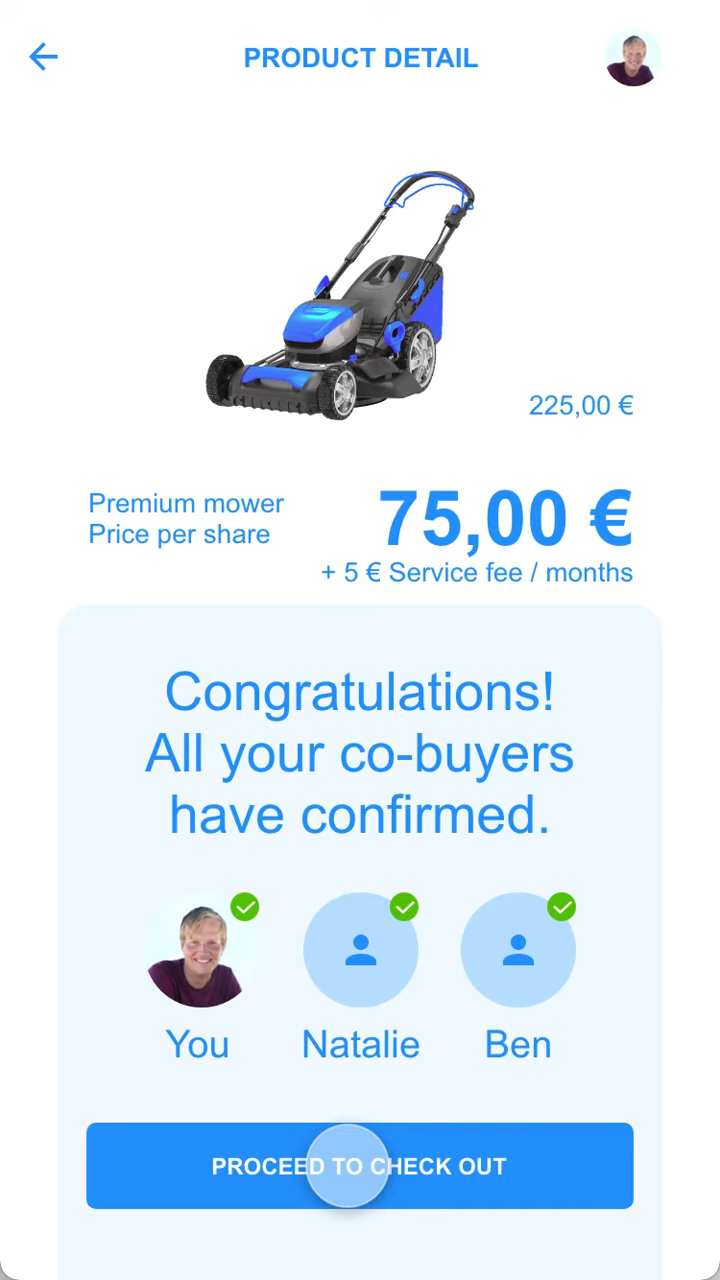 PRODUCT DETAIL
225,00 €
Premium mower
Price per share
75,00 €
+ 5 € Service fee / months
Congratulations!
All your co-buyers
have confirmed.
You
Natalie
Ben
PROCEED TO CHECK OUT